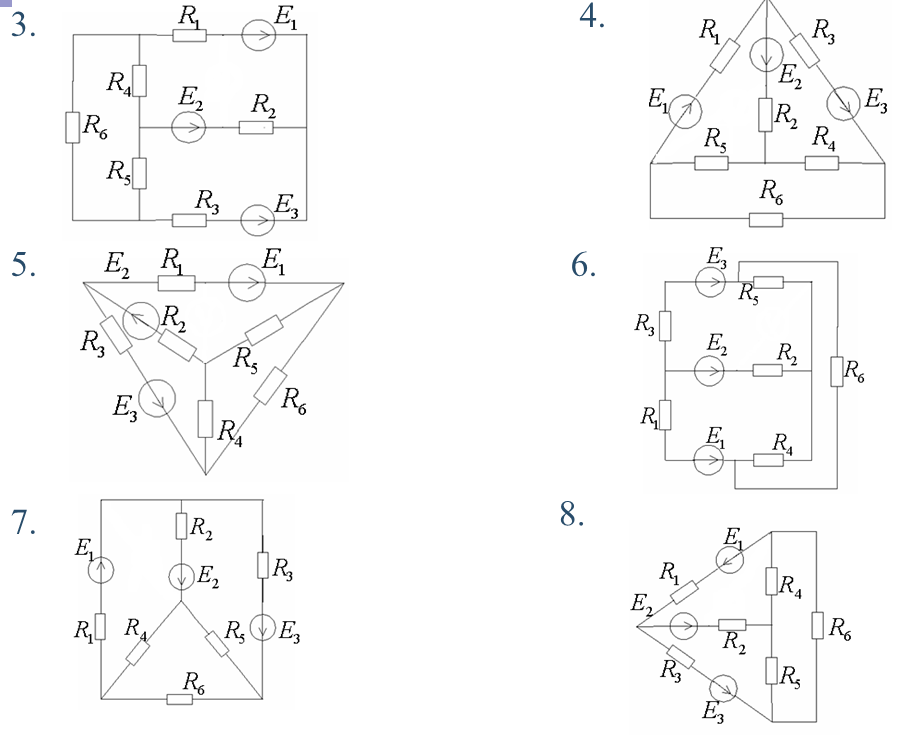 3.
R₁ E₁
R₄
E₂ R₂
R₆
R₅
R₃ E₃
4.
R₁ R₃
E₂
E₁ E₃
R₂
R₅ R₄
R₆
5.
E₂ R₁ E₁
R₂
R₃ R₅
E₃ R₆
R₄
6.
E₃
R₅
R₃
E₂ R₂
R₆
R₁
E₁ R₄
7.
R₂
E₁
E₂ R₃
R₁ R₄ R₅ E₃
R₆
8.
E₁
R₁ R₄
E₂
R₂ R₆
R₃ R₅
E₃